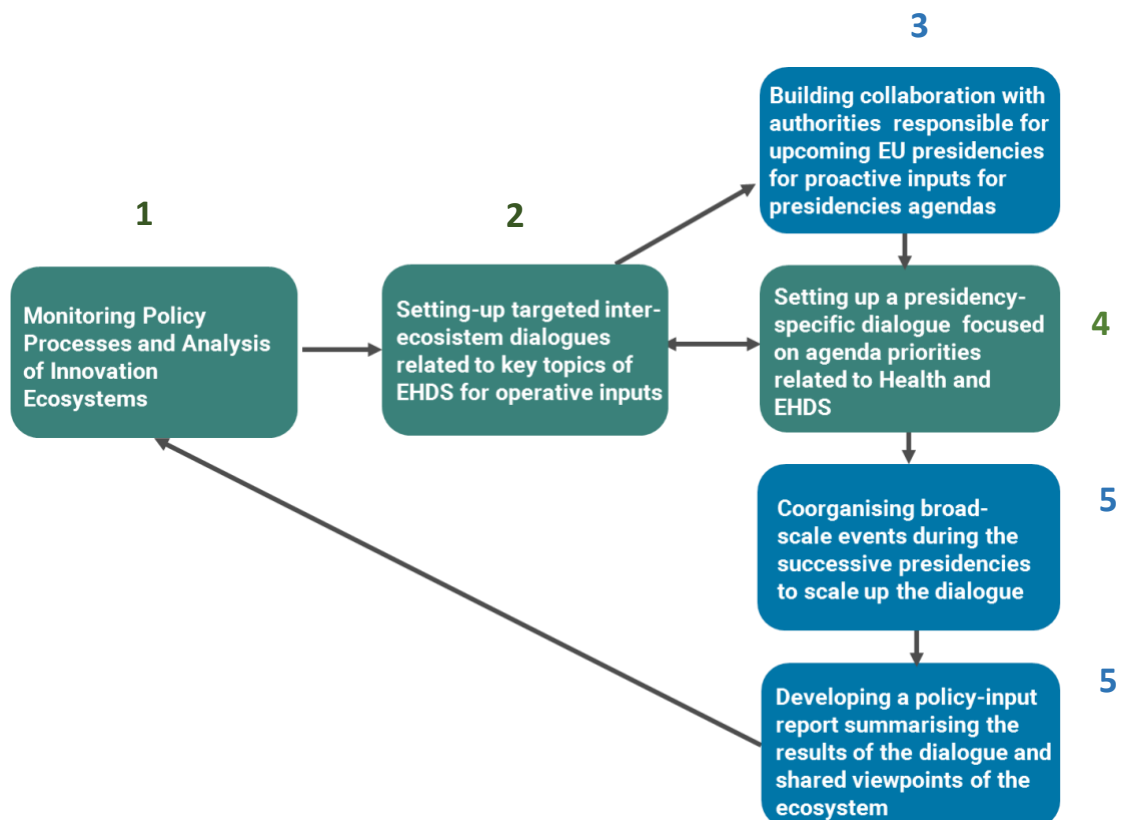 3
Building collaboration with
authorities responsible for
upcoming EU presidencies
for proactive inputs for
presidencies agendas
1
2
Monitoring Policy
Processes and Analysis
of Innovation
Ecosystems
Setting-up targeted inter-
ecosistem dialogues
related to key topics of
EHDS for operative inputs
Setting up a presidency-
specific dialogue focused
on agenda priorities
related to Health and
EHDS
4
Coorganising broad-
scale events during the
successive presidencies
to scale up the dialogue
5
Developing a policy-input
report summarising the
results of the dialogue and
shared viewpoints of the
ecosystem
5